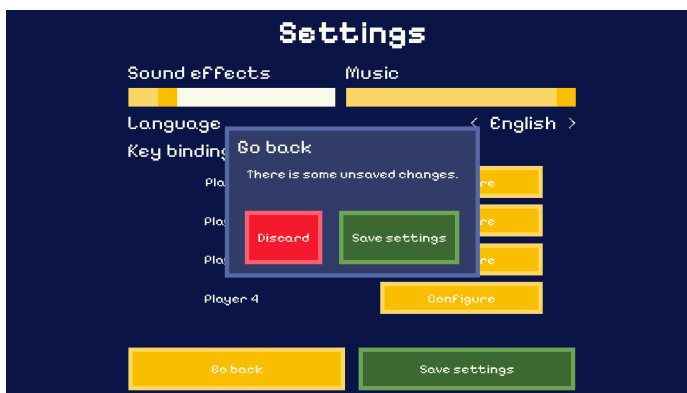 Settings
Sound effects Music
Language < English >
Key binding
Go back
There is some unsaved changes.
Discard Save settings
Player 4 Configure
Go back Save settings